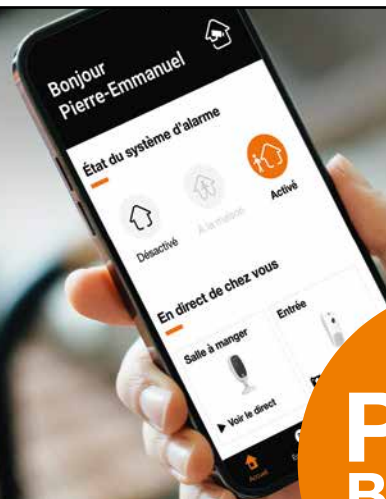 Bonjour
Pierre-Emmanuel
État du système d'alarme
Désactivé
À la maison
Activé
En direct de chez vous
Salle à manger
Entrée
▶ Voir le direct
Accueil
P
B